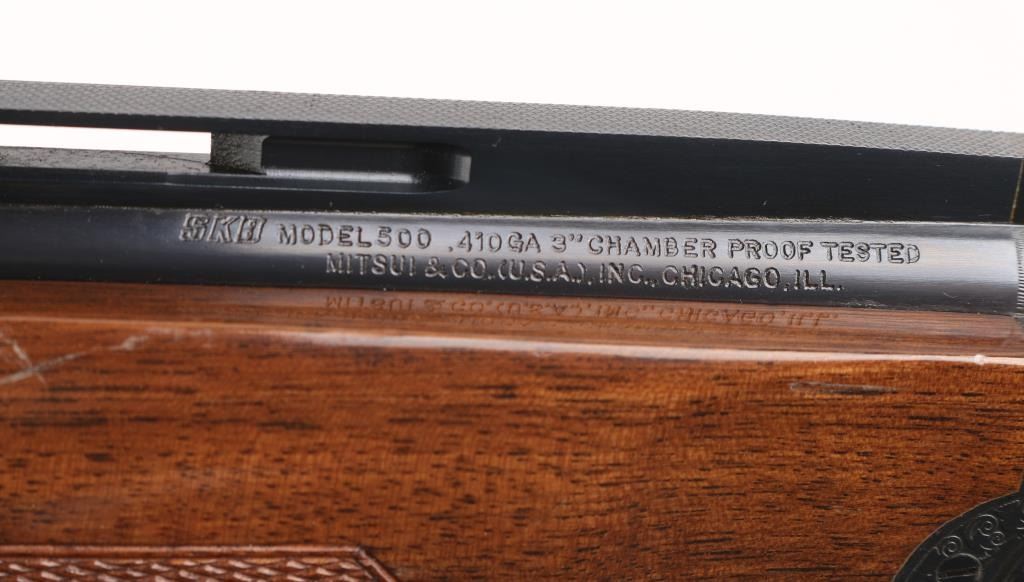 SKB MODEL 500 .410 GA 3" CHAMBER PROOF TESTED
MITSUI & CO. (U.S.A.), INC., CHICAGO, ILL.